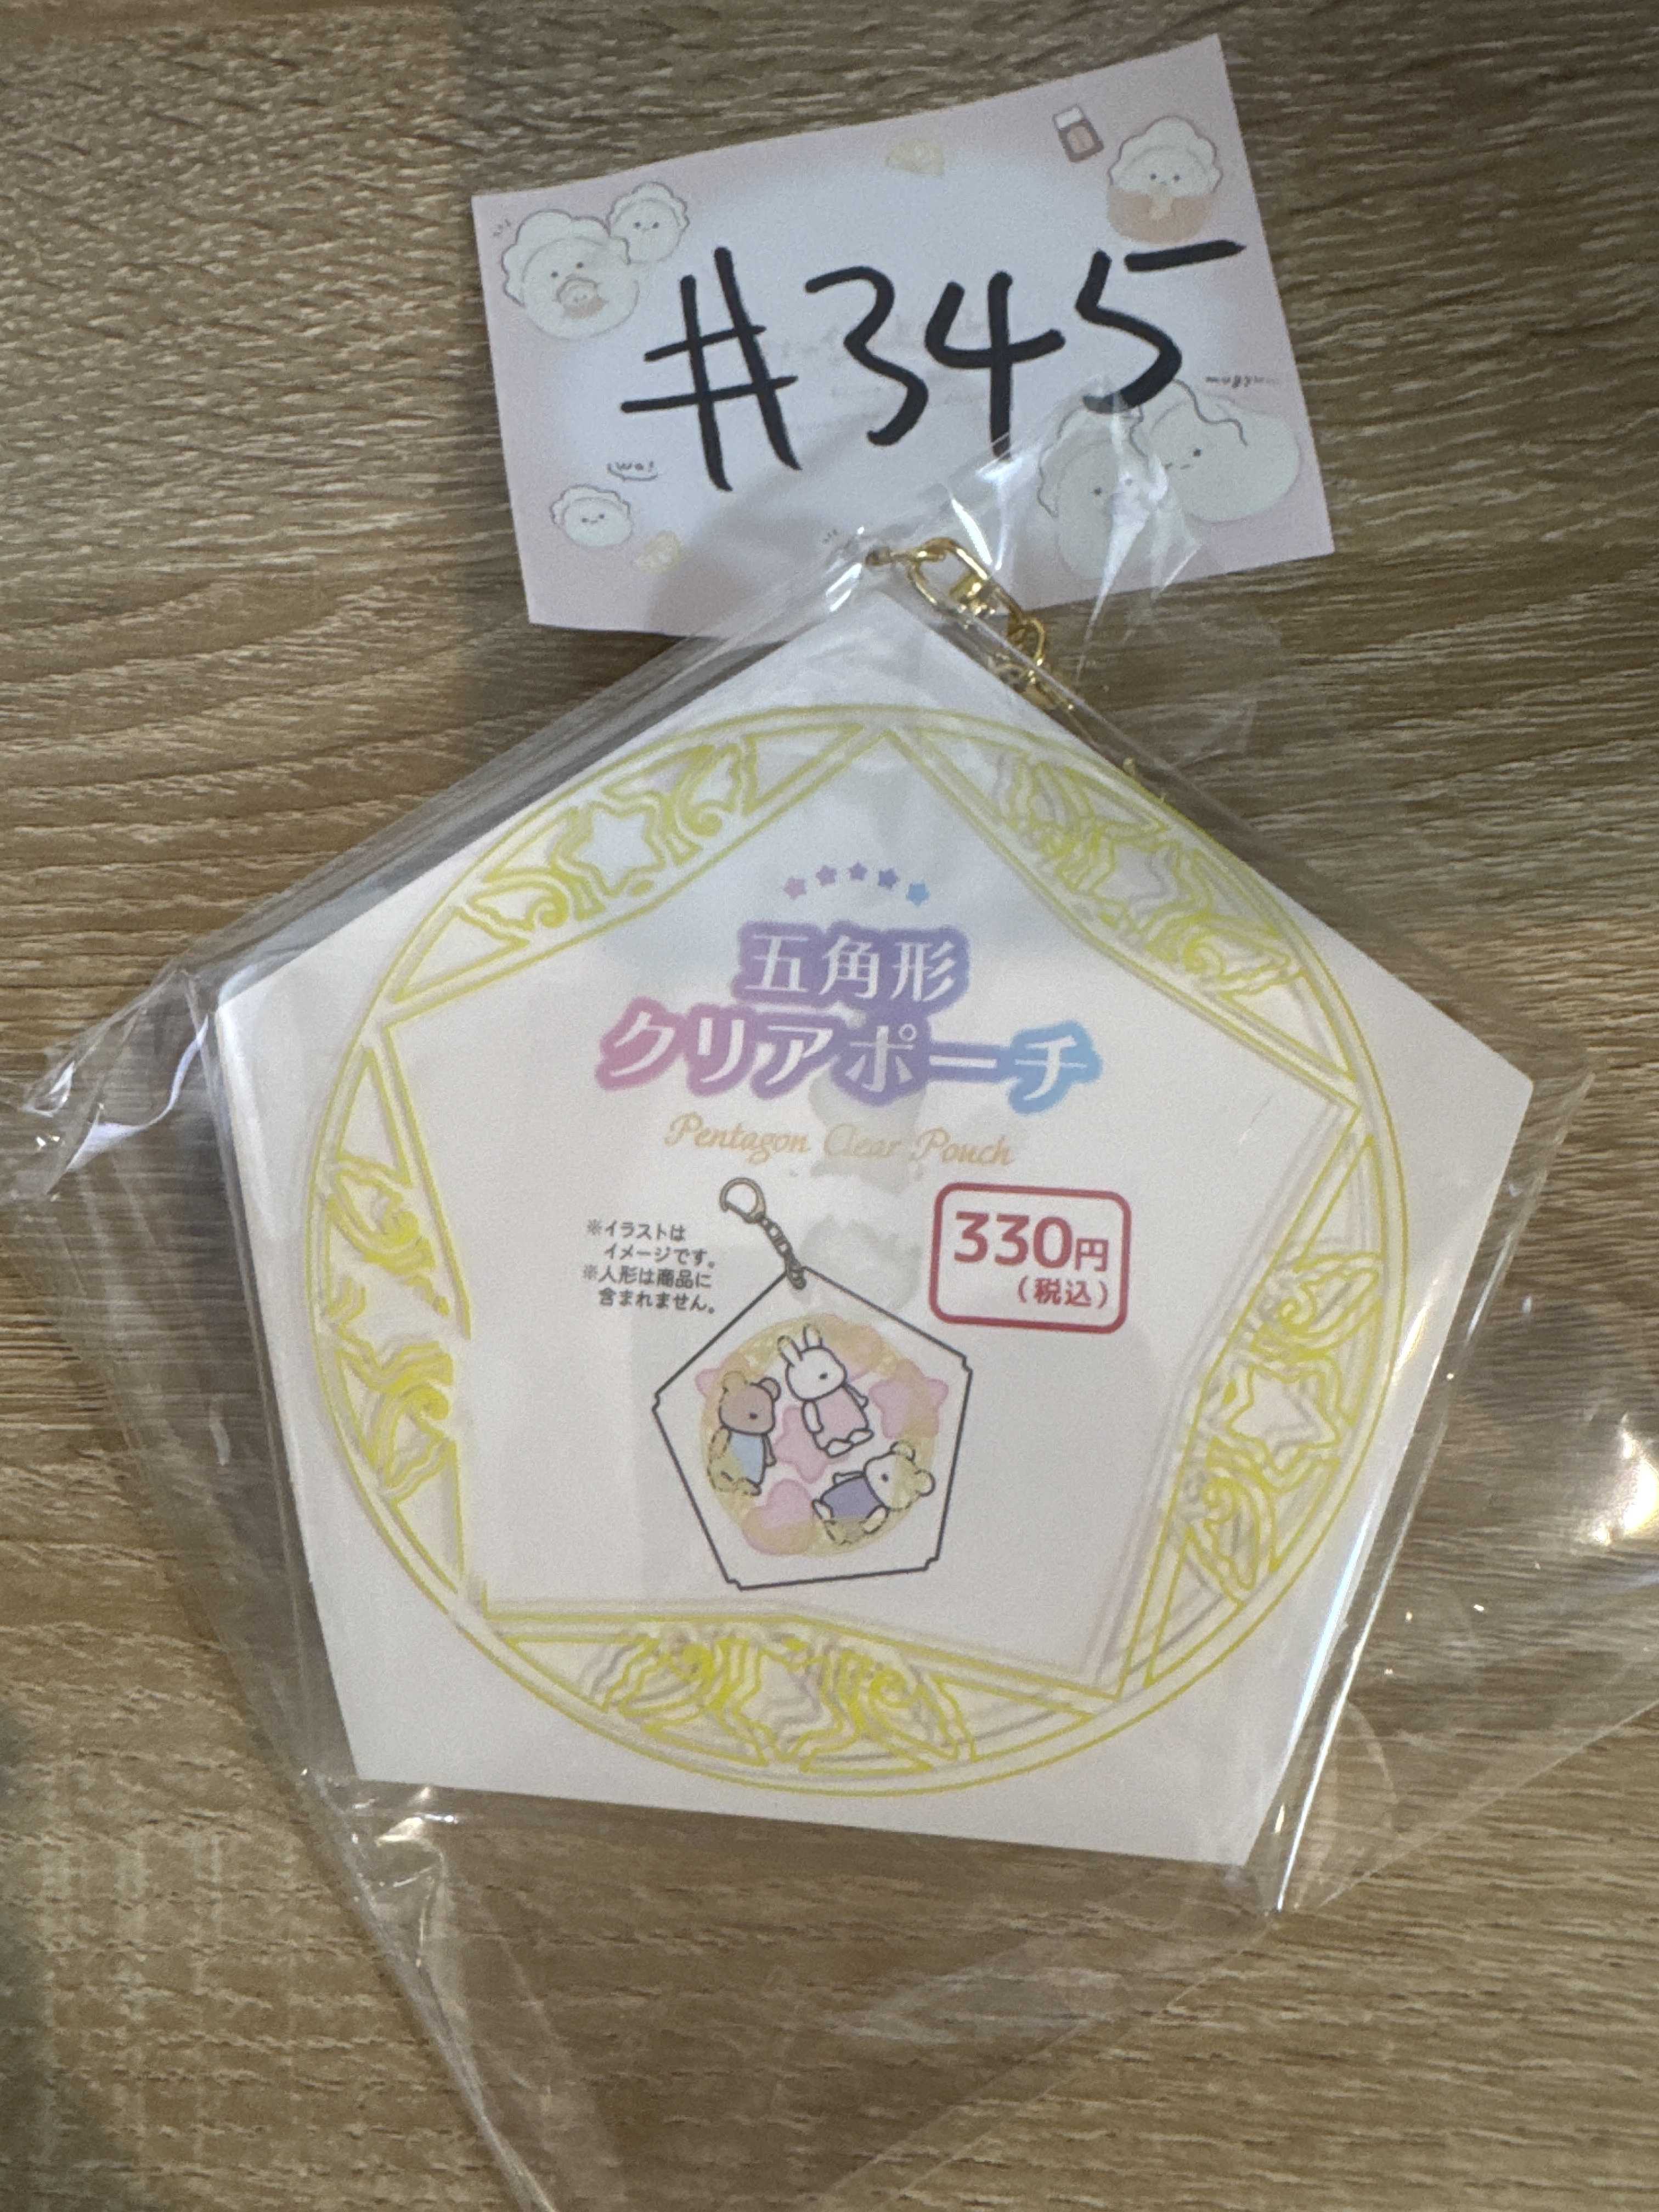 #345
mugyu
wa!
五角形
クリアポーチ
Pentagon Clear Pouch
※イラストは
イメージです。
※人形は商品に
含まれません。
330円
(税込)